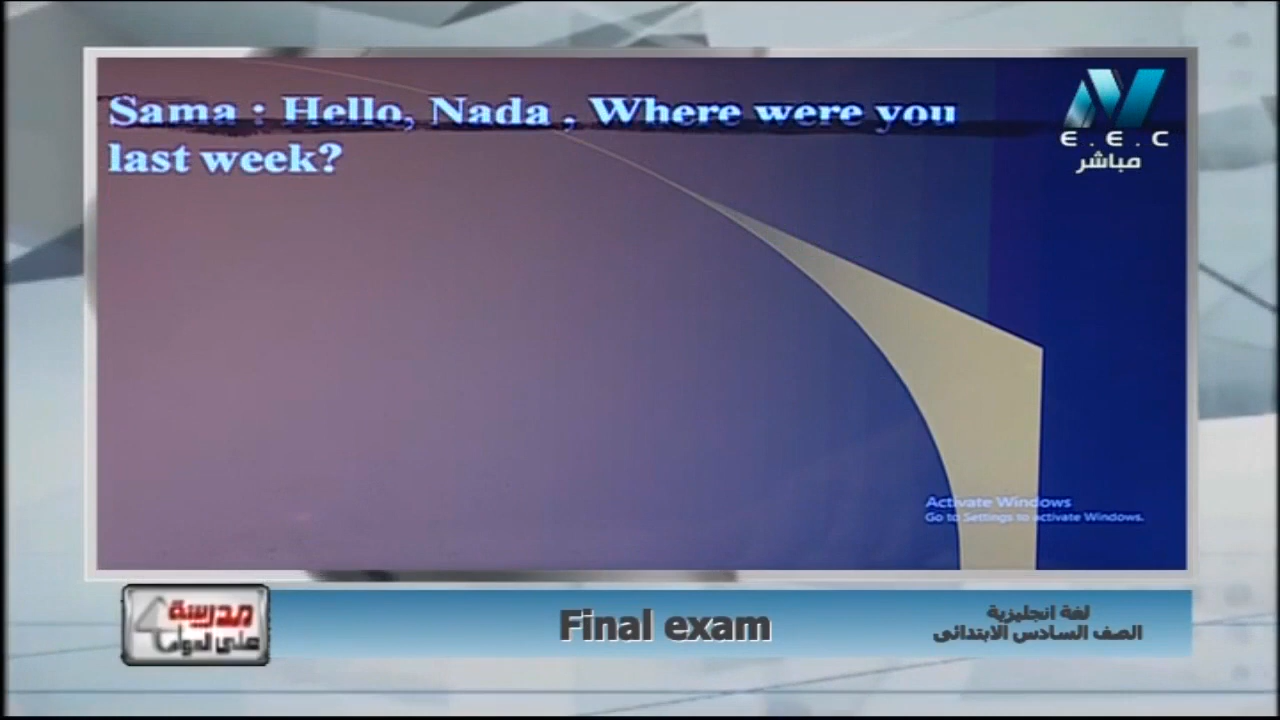 Sama : Hello, Nada , Where were you
last week?
E . E . C
مباشر
Activate Windows
Go to Settings to activate Windows.
مدرسة
على الهواء
Final exam
لغة انجليزية
الصف السادس الابتدائى